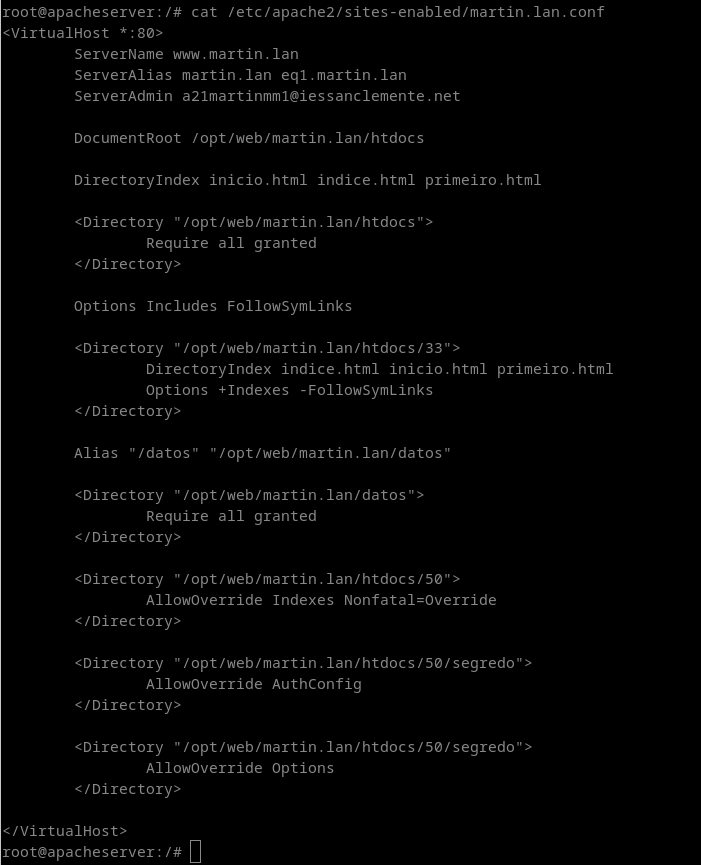 root@apacheserver:/# cat /etc/apache2/sites-enabled/martin.lan.conf
<VirtualHost *:80>
        ServerName www.martin.lan
        ServerAlias martin.lan eq1.martin.lan
        ServerAdmin a21martinmm1@iessanclemente.net

        DocumentRoot /opt/web/martin.lan/htdocs

        DirectoryIndex inicio.html indice.html primeiro.html

        <Directory "/opt/web/martin.lan/htdocs">
                Require all granted
        </Directory>

        Options Includes FollowSymLinks

        <Directory "/opt/web/martin.lan/htdocs/33">
                DirectoryIndex indice.html inicio.html primeiro.html
                Options +Indexes -FollowSymLinks
        </Directory>

        Alias "/datos" "/opt/web/martin.lan/datos"

        <Directory "/opt/web/martin.lan/datos">
                Require all granted
        </Directory>

        <Directory "/opt/web/martin.lan/htdocs/50">
                AllowOverride Indexes Nonfatal=Override
        </Directory>

        <Directory "/opt/web/martin.lan/htdocs/50/segredo">
                AllowOverride AuthConfig
        </Directory>

        <Directory "/opt/web/martin.lan/htdocs/50/segredo">
                AllowOverride Options
        </Directory>

</VirtualHost>
root@apacheserver:/#